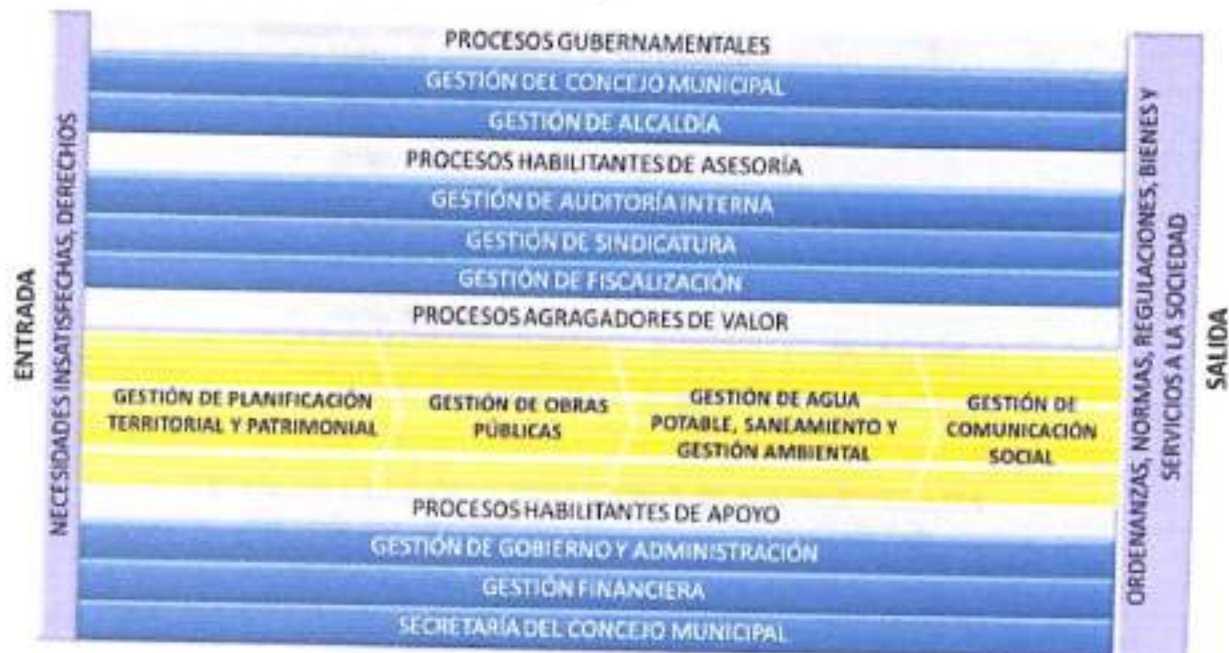 ENTRADA
NECESIDADES INSATISFECHAS, DERECHOS
PROCESOS GUBERNAMENTALES
GESTIÓN DEL CONCEJO MUNICIPAL
GESTIÓN DE ALCALDÍA
PROCESOS HABILITANTES DE ASESORÍA
GESTIÓN DE AUDITORÍA INTERNA
GESTIÓN DE SINDICATURA
GESTIÓN DE FISCALIZACIÓN
PROCESOS AGRAGADORES DE VALOR
GESTIÓN DE PLANIFICACIÓN
TERRITORIAL Y PATRIMONIAL
GESTIÓN DE OBRAS
PÚBLICAS
GESTIÓN DE AGUA
POTABLE, SANEAMIENTO Y
GESTIÓN AMBIENTAL
GESTIÓN DE
COMUNICACIÓN
SOCIAL
PROCESOS HABILITANTES DE APOYO
GESTIÓN DE GOBIERNO Y ADMINISTRACIÓN
GESTIÓN FINANCIERA
SECRETARÍA DEL CONCEJO MUNICIPAL
ORDENANZAS, NORMAS, REGULACIONES, BIENES Y
SERVICIOS A LA SOCIEDAD
SALIDA